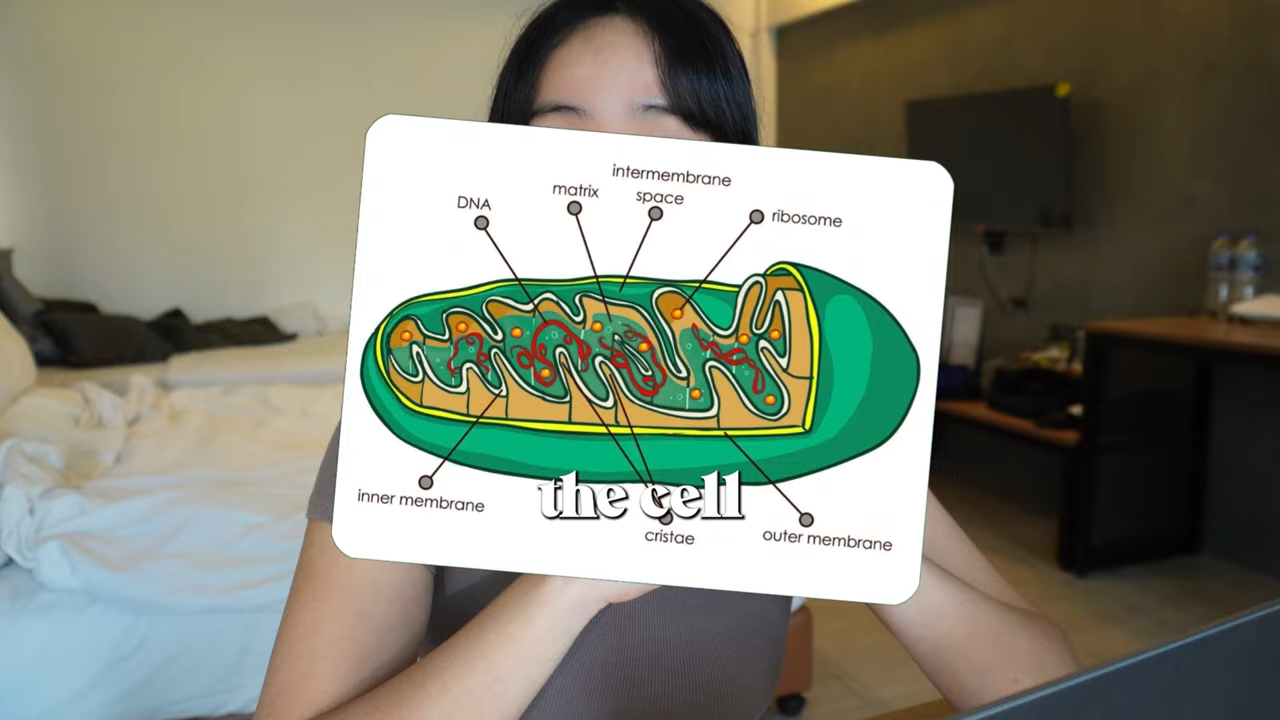 intermembrane
space
matrix
DNA
ribosome
the cell
inner membrane
cristae
outer membrane